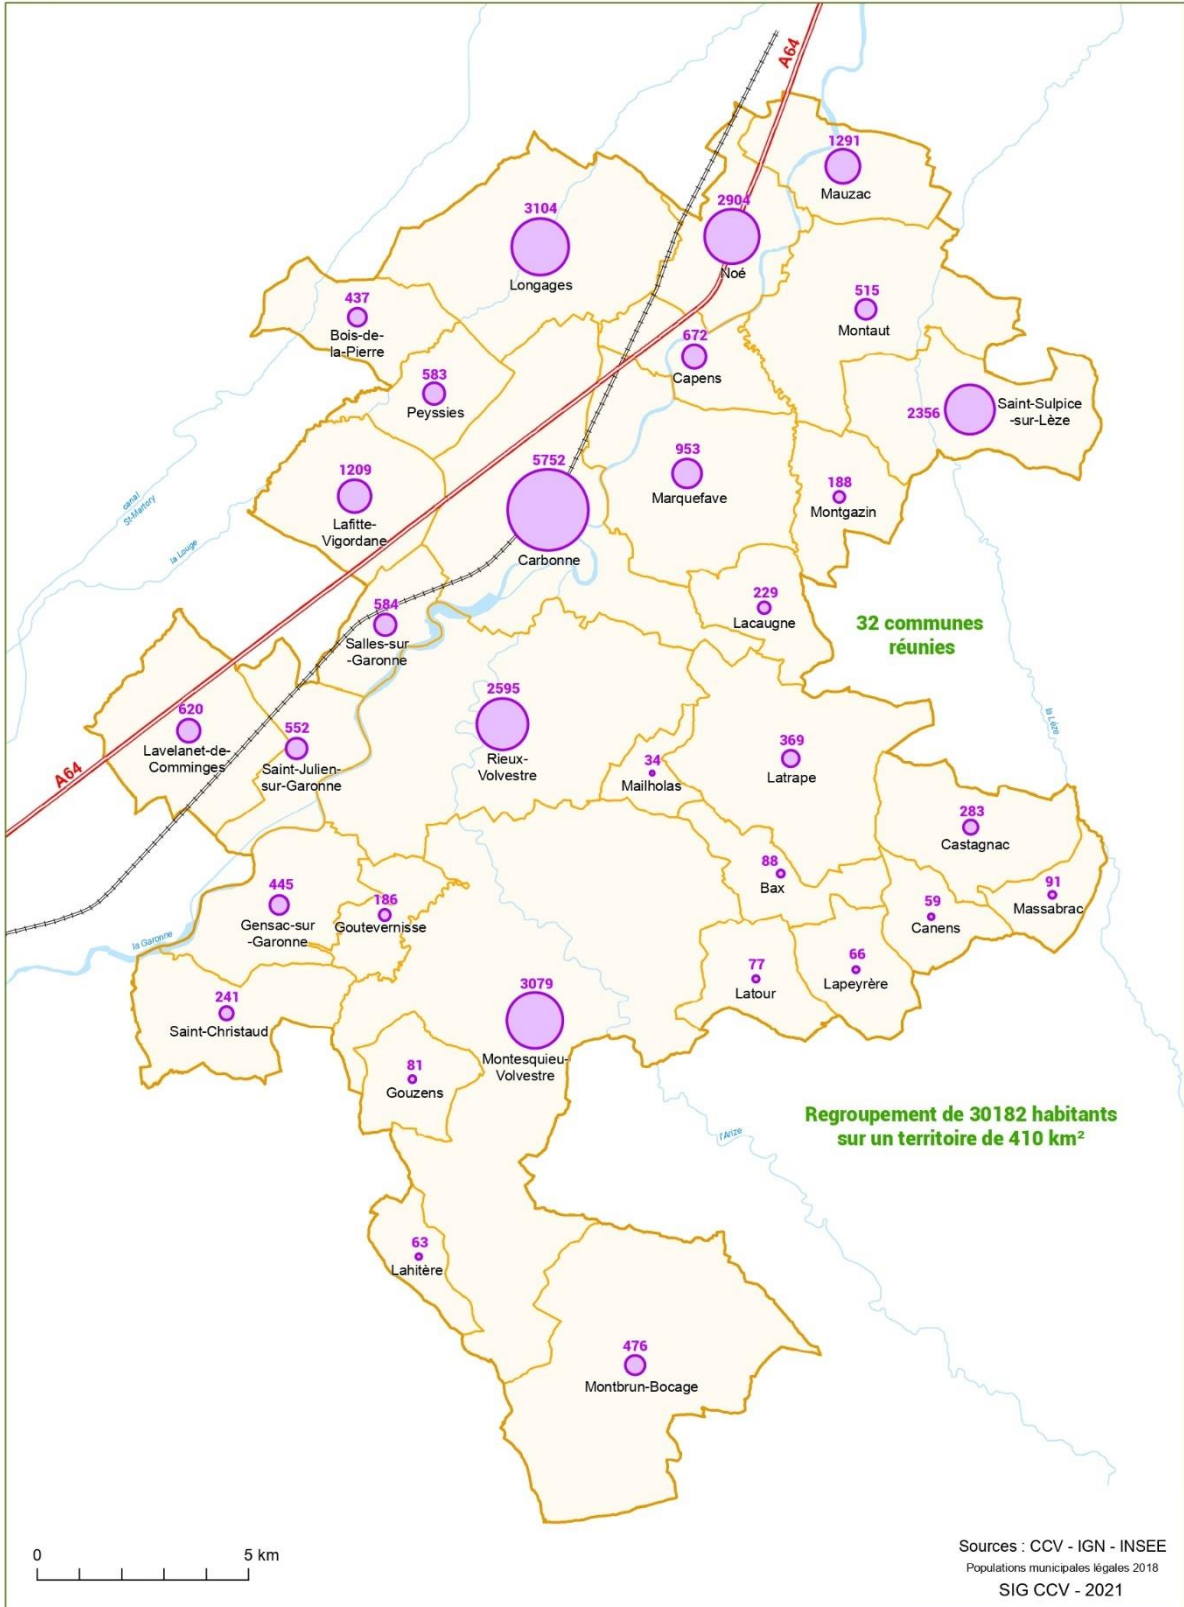 A64
1291
Mauzac
2904
Noé
3104
Longages
437
Bois-de-
la-Pierre
515
Montaut
672
Capens
583
Peyssies
2356
Saint-Sulpice
-sur-Lèze
5752
Carbonne
953
Marquefave
1209
Lafitte-
Vigordane
188
Montgazin
canal
St-Martory
la Louge
584
Salles-sur
-Garonne
229
Lacaugne
32 communes
réunies
2595
Rieux-
Volvestre
620
Lavelanet-de-
Comminges
552
Saint-Julien-
sur-Garonne
34
Mailholas
369
Latrape
la Lèze
A64
283
Castagnac
88
Bax
91
Massabrac
59
Canens
445
Gensac-sur
-Garonne
186
Goutevernisse
la Garonne
77
Latour
66
Lapeyrère
241
Saint-Christaud
3079
Montesquieu-
Volvestre
81
Gouzens
Regroupement de 30182 habitants
sur un territoire de 410 km²
l'Arize
63
Lahitère
476
Montbrun-Bocage
0 5 km
Sources : CCV - IGN - INSEE
Populations municipales légales 2018
SIG CCV - 2021